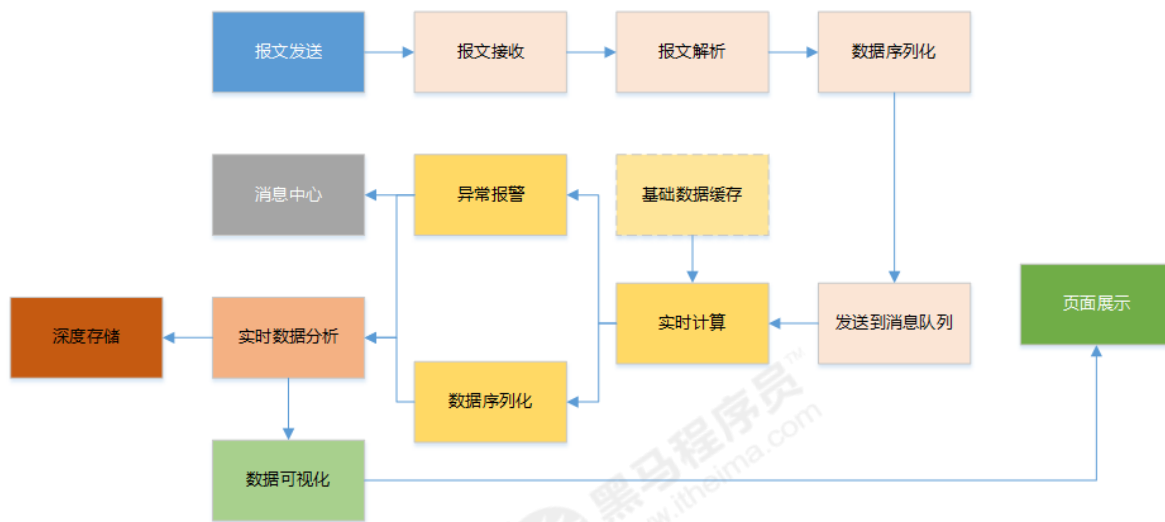 报文发送
报文接收
报文解析
数据序列化
消息中心
异常报警
基础数据缓存
页面展示
深度存储
实时数据分析
实时计算
发送到消息队列
数据序列化
数据可视化
黑马程序员™
www.itheima.com